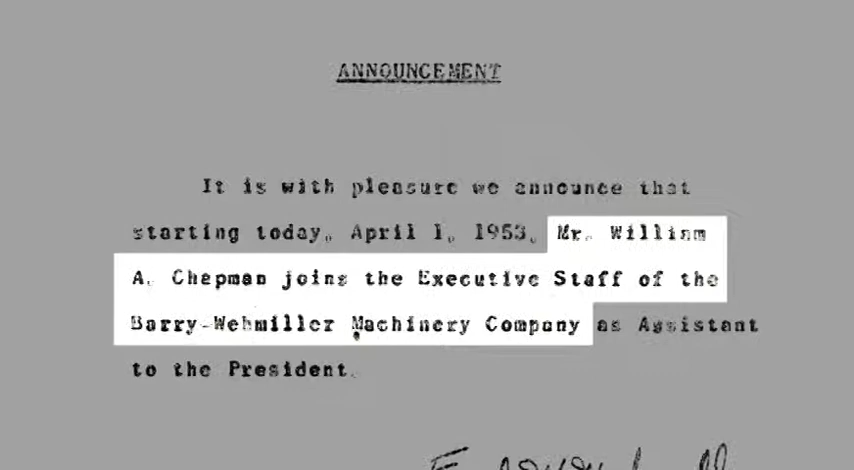 ANNOUNCEMENT
It is with pleasure we announce that
starting today, April 1, 1953, Mr. William
A. Chapman joins the Executive Staff of the
Barry-Wehmiller Machinery Company as Assistant
to the President.